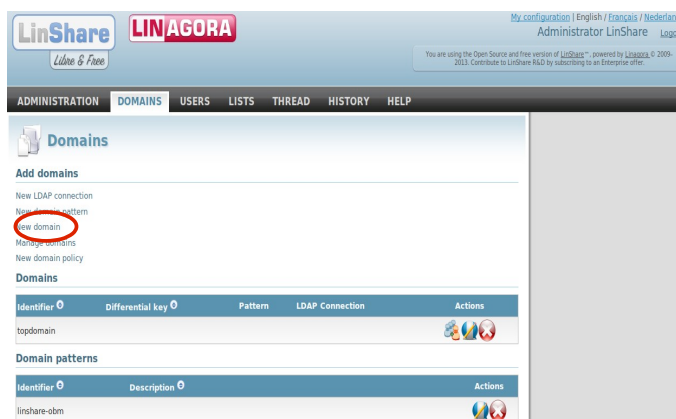 My configuration | English / Français / Nederlan
LinShare
Libre & Free
LINAGORA
Administrator LinShare Logo
You are using the Open Source and free version of LinShare™, powered by Linagora © 2009-
2013. Contribute to LinShare R&D by subscribing to an Enterprise offer.
ADMINISTRATION DOMAINS USERS LISTS THREAD HISTORY HELP
Domains
Add domains
New LDAP connection
New domain pattern
New domain
Manage domains
New domain policy
Domains
Identifier Differential key Pattern LDAP Connection Actions
topdomain
Domain patterns
Identifier Description Actions
linshare-obm